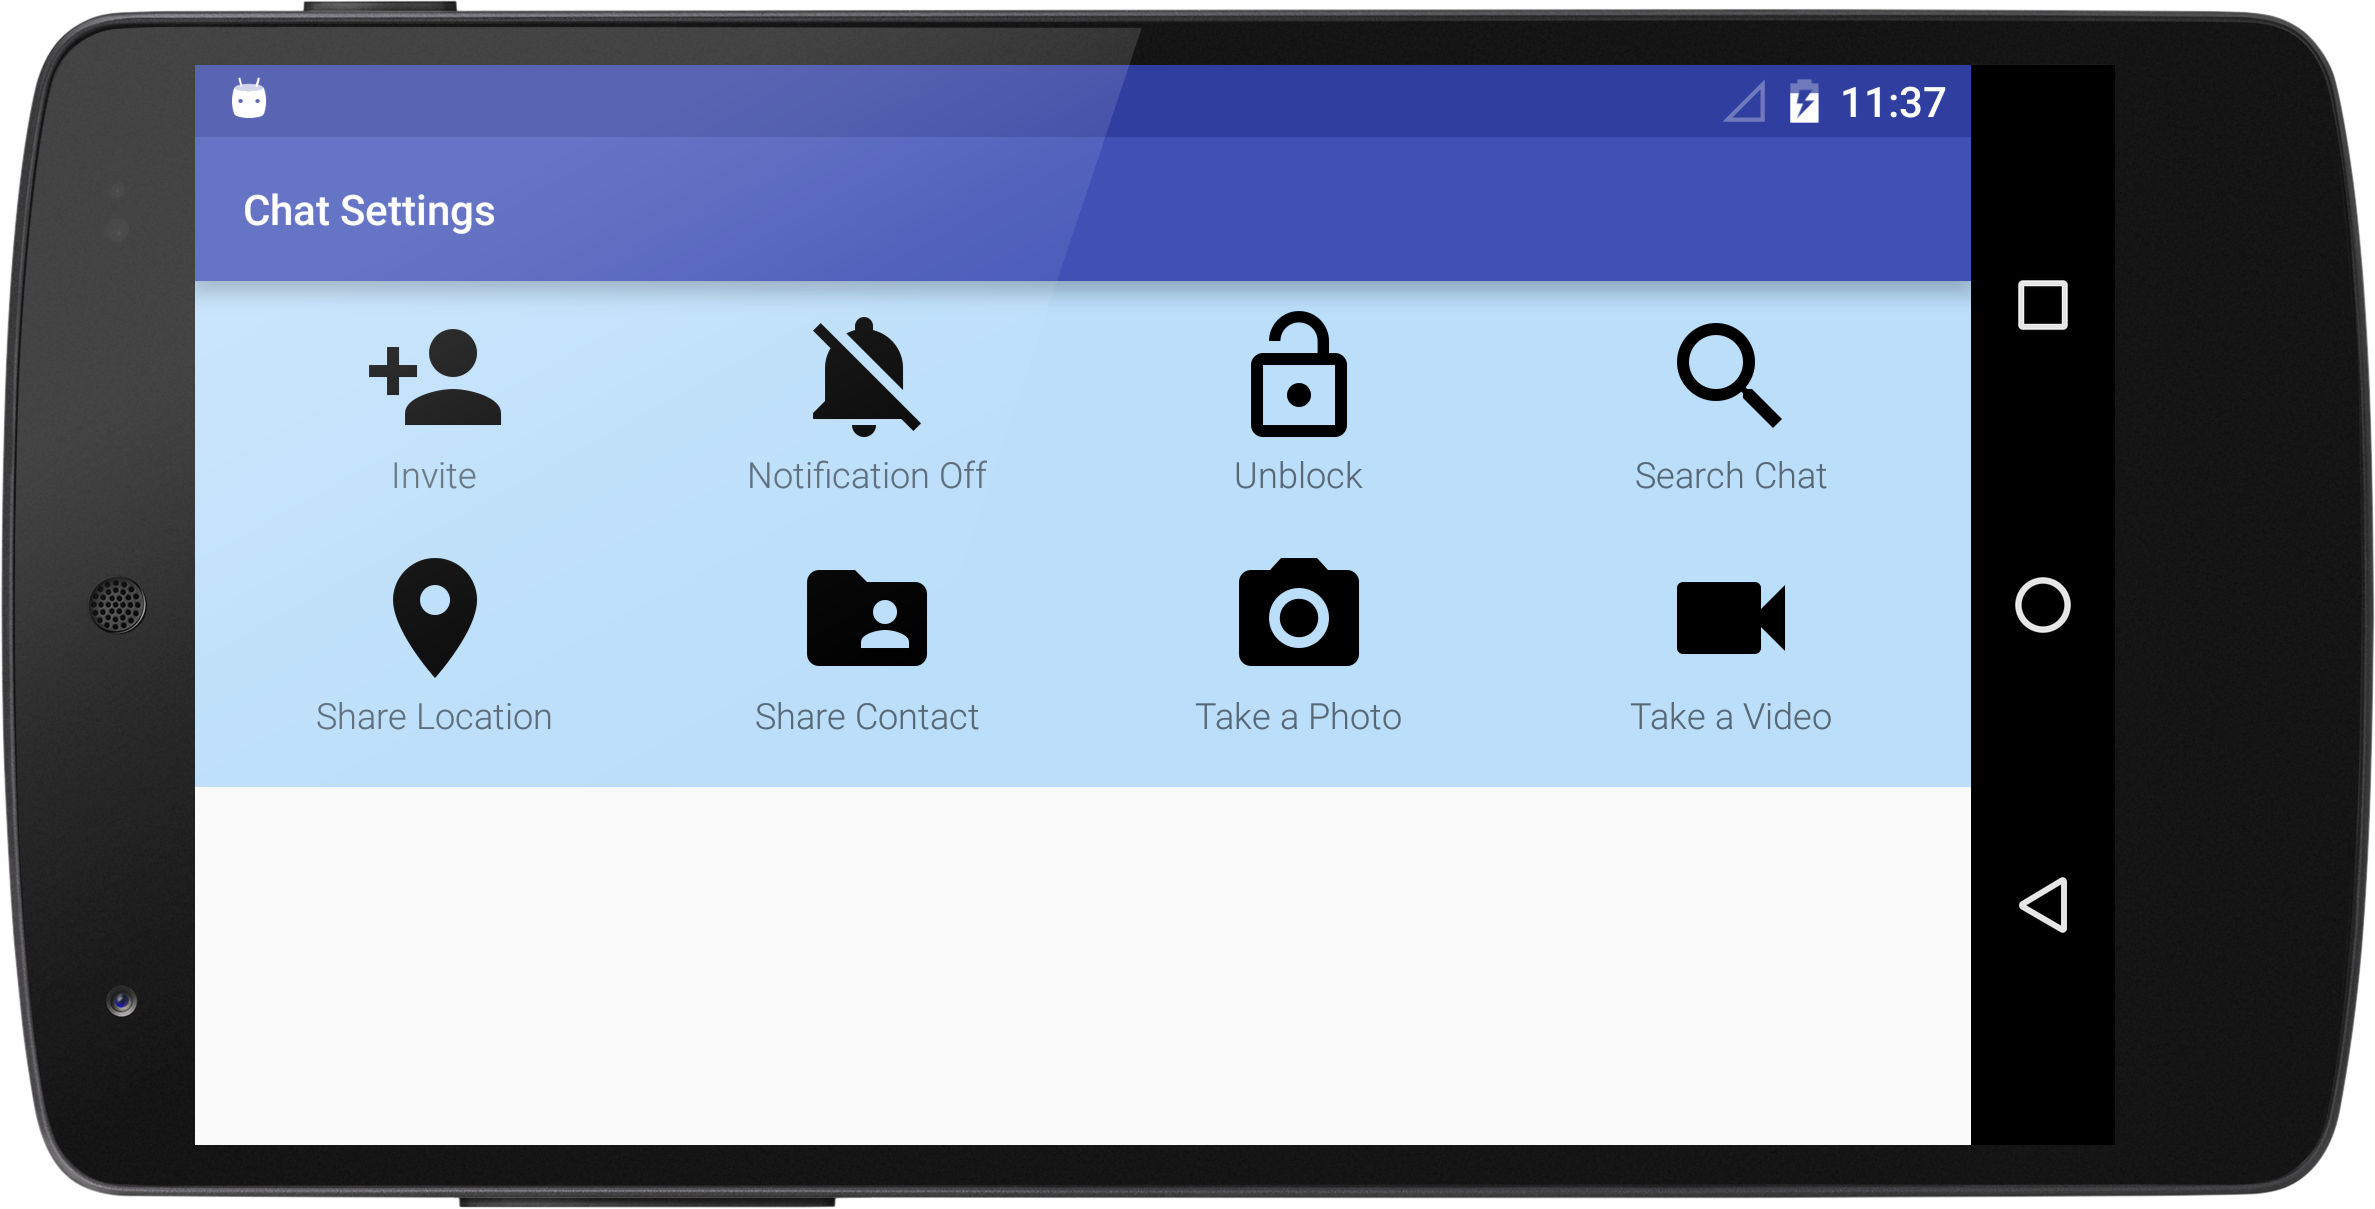 11:37
Chat Settings
Invite
Notification Off
Unblock
Search Chat
Share Location
Share Contact
Take a Photo
Take a Video